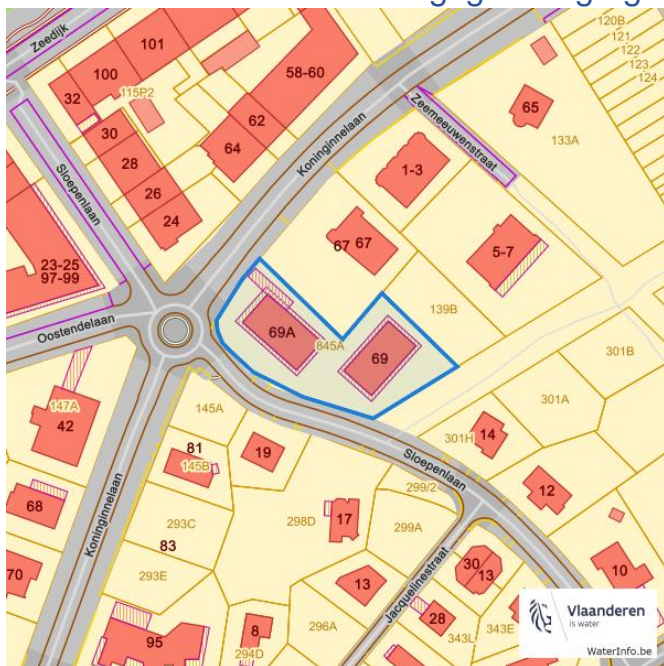 Zeedijk
101
100
32
115P2
58-60
62
64
30
28
26
24
Sloepenlaan
Koninginnelaan
Zeemeeuwenstraat
120B
121
122
123
124
65
133A
1-3
5-7
67 67
139B
23-25
97-99
Oostendelaan
69A
845A
69
301B
301A
301H
14
12
10
147A
42
145A
81
145B
19
Sloepenlaan
299/2
299A
68
Koninginnelaan
293C
83
293E
298D
17
70
13
Jacquelinestraat
30
13
296A
95
8
294D
28
343L
343E
Vlaanderen
is water
WaterInfo.be